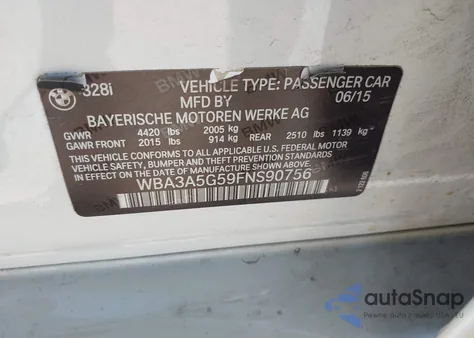 328i VEHICLE TYPE: PASSENGER CAR
MFD BY 06/15
BAYERISCHE MOTOREN WERKE AG
GVWR 4420 lbs 2005 kg
GAWR FRONT 2015 lbs 914 kg REAR 2510 lbs 1139 kg
THIS VEHICLE CONFORMS TO ALL APPLICABLE U.S. FEDERAL MOTOR
VEHICLE SAFETY, BUMPER, AND THEFT PREVENTION STANDARDS IN
EFFECT ON THE DATE OF MANUFACTURE SHOWN ABOVE.
WBA3A5G59FNS90756
autoSnap